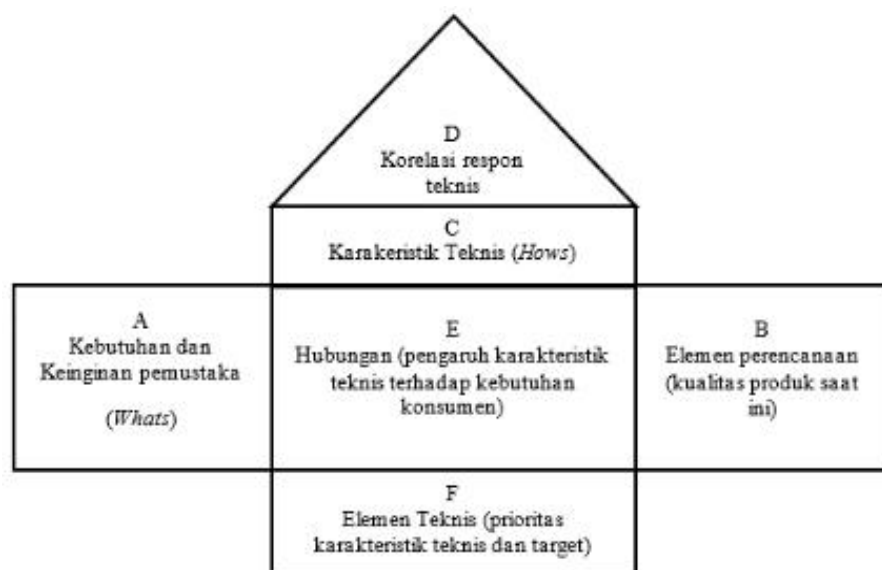 D
Korelasi respon
teknis
C
Karakeristik Teknis (Hows)
A
Kebutuhan dan
Keinginan pemustaka
(Whats)
E
Hubungan (pengaruh karakteristik
teknis terhadap kebutuhan
konsumen)
B
Elemen perencanaan
(kualitas produk saat
ini)
F
Elemen Teknis (prioritas
karakteristik teknis dan target)